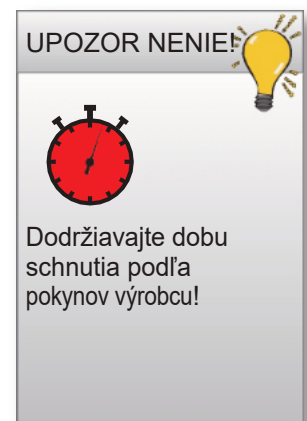 UPOZOR NENIE!
Dodržiavajte dobu
schnutia podľa
pokynov výrobcu!